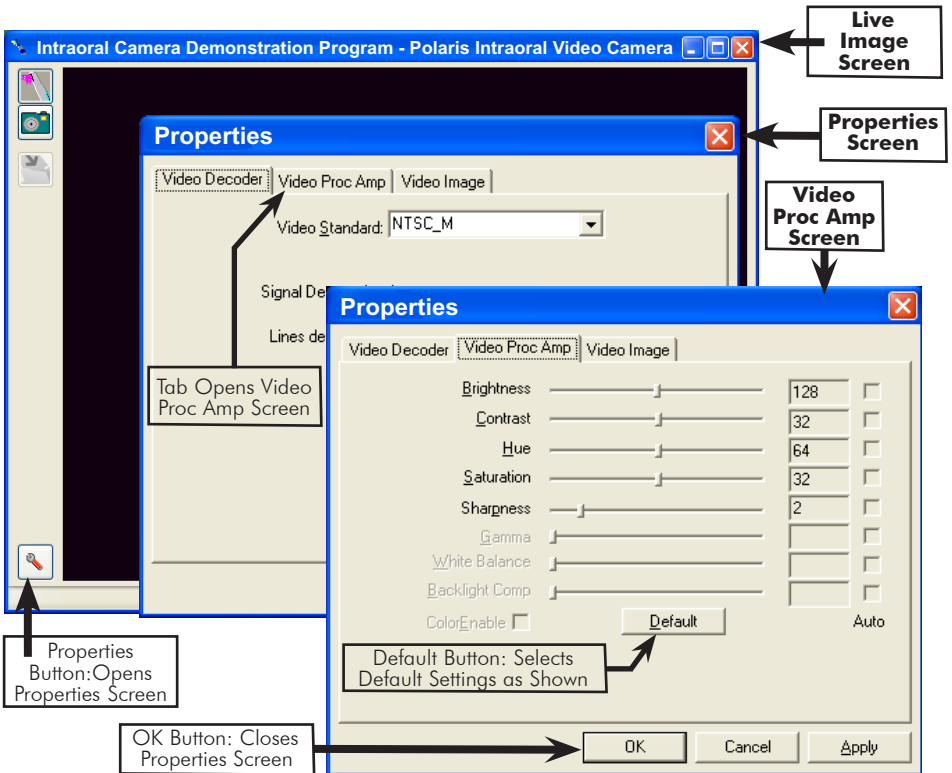 Live
Image
Screen
Intraoral Camera Demonstration Program - Polaris Intraoral Video Camera
Properties
Screen
Properties
Video Decoder
Video Proc Amp
Video Image
Video Standard:
NTSC_M
Video
Proc Amp
Screen
Signal De
Lines de
Tab Opens Video
Proc Amp Screen
Properties
Video Decoder
Video Proc Amp
Video Image
Brightness
128
Contrast
32
Hue
64
Saturation
32
Sharpness
2
Gamma
White Balance
Backlight Comp
ColorEnable
Default
Auto
Default Button: Selects
Default Settings as Shown
Properties
Button:Opens
Properties Screen
OK Button: Closes
Properties Screen
OK
Cancel
Apply